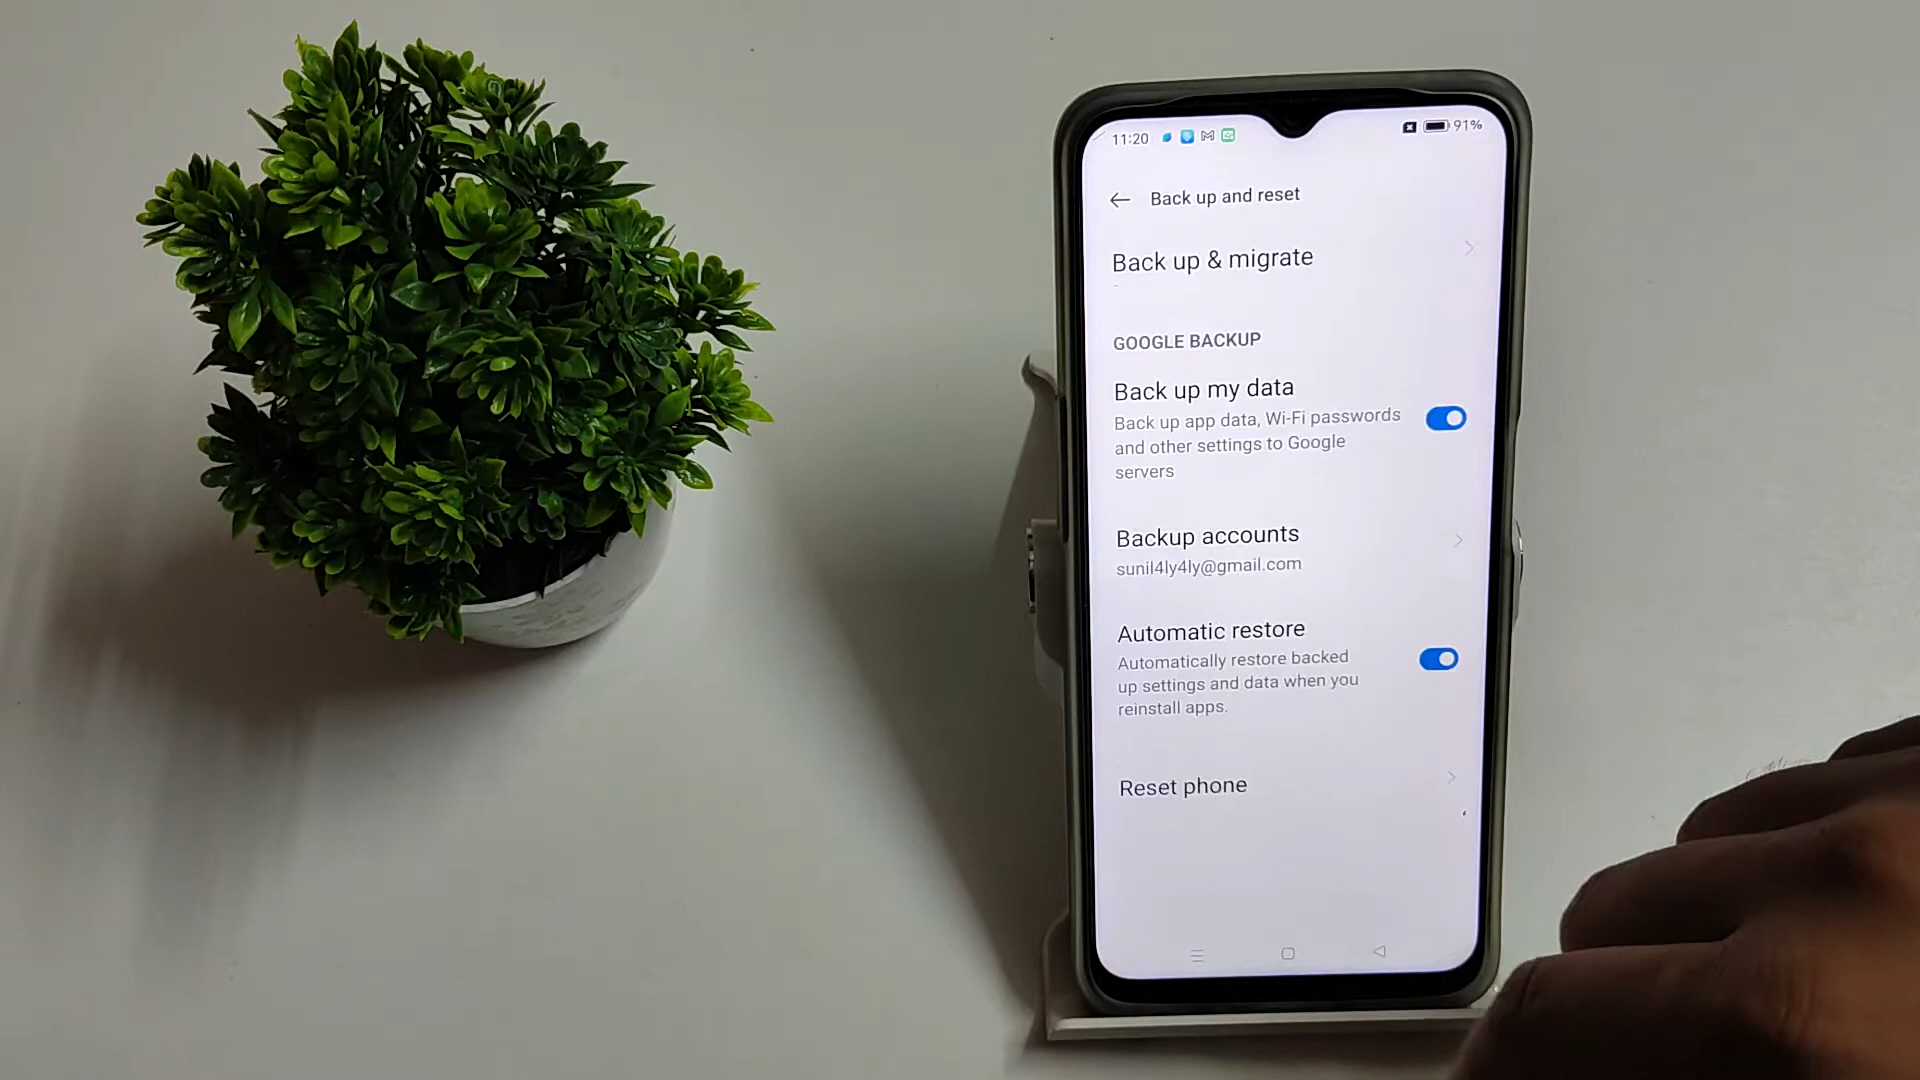 11:20
91%
Back up and reset
Back up & migrate
GOOGLE BACKUP
Back up my data
Back up app data, Wi-Fi passwords
and other settings to Google
servers
Backup accounts
sunil4ly4ly@gmail.com
Automatic restore
Automatically restore backed
up settings and data when you
reinstall apps.
Reset phone